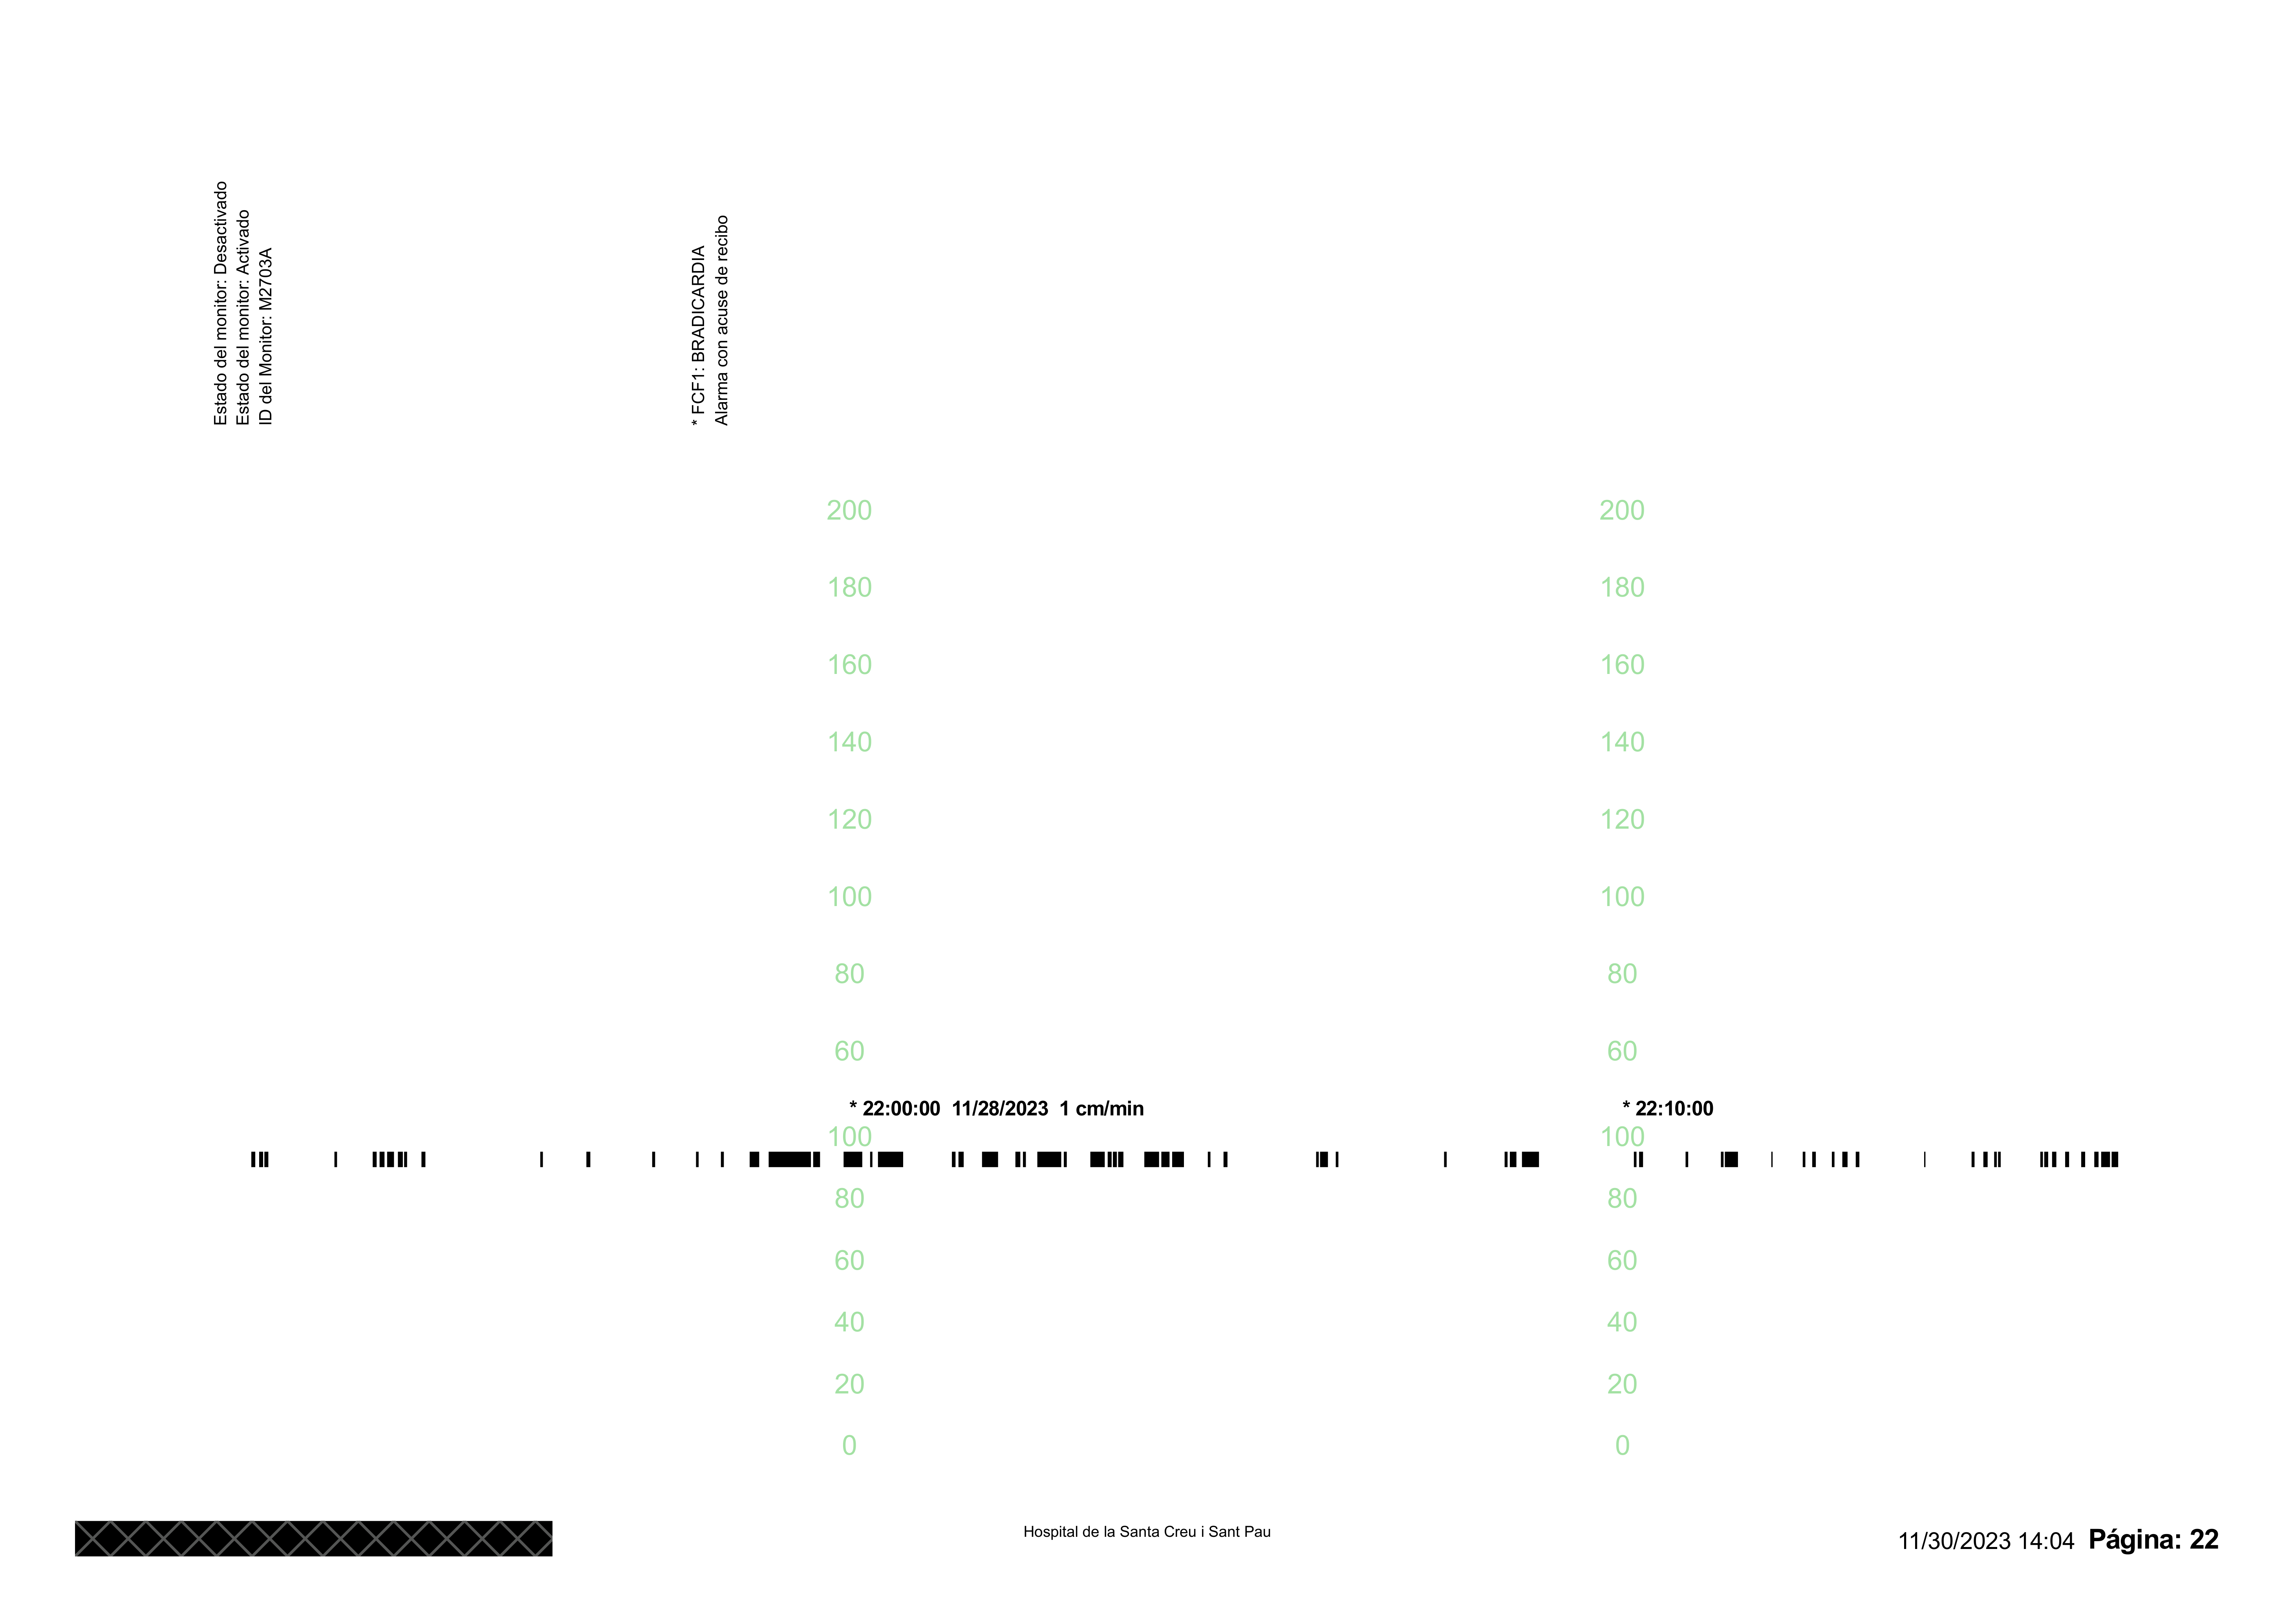 Estado del monitor: Desactivado
Estado del monitor: Activado
ID del Monitor: M2703A
* FCF1: BRADICARDIA
Alarma con acuse de recibo
200 200
180 180
160 160
140 140
120 120
100 100
80 80
60 60
* 22:00:00 11/28/2023 1 cm/min * 22:10:00
100 100
80 80
60 60
40 40
20 20
0 0
Hospital de la Santa Creu i Sant Pau
11/30/2023 14:04 Página: 22